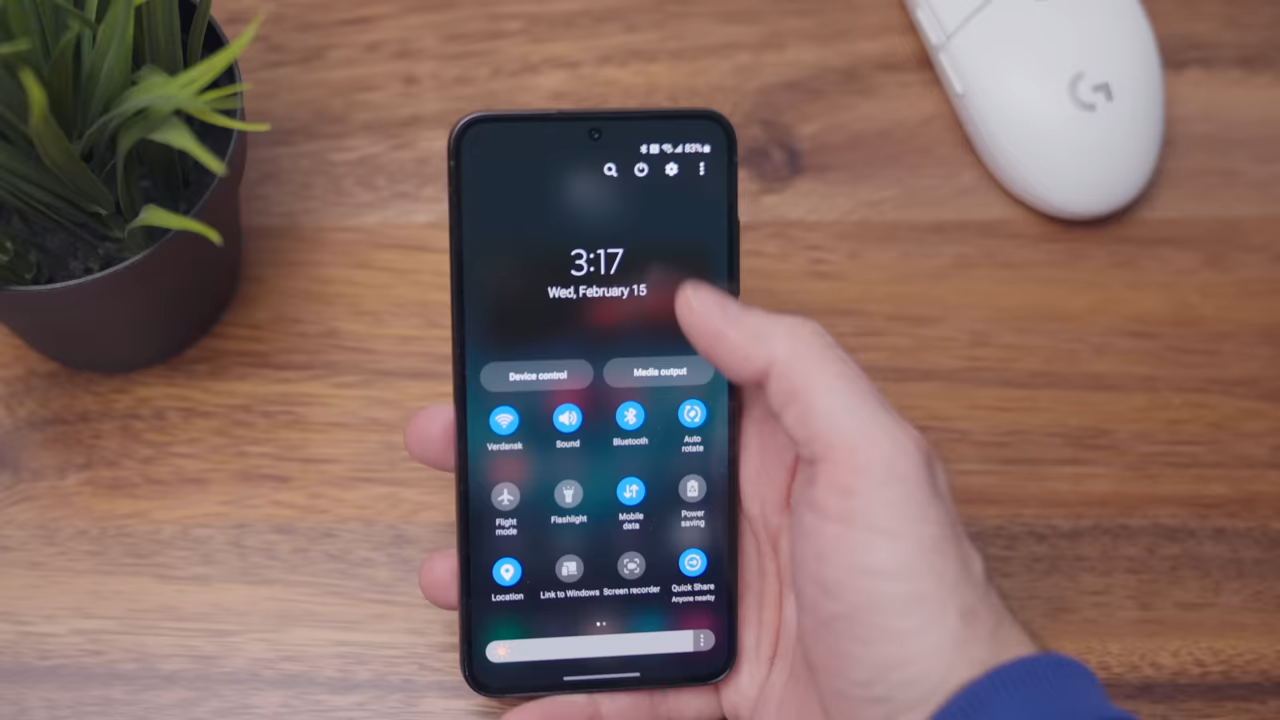 83%
3:17
Wed, February 15
Device control
Media output
Verdansk
Sound
Bluetooth
Auto
rotate
Flight
mode
Flashlight
Mobile
data
Power
saving
Location
Link to Windows
Screen recorder
Quick Share
Anyone nearby